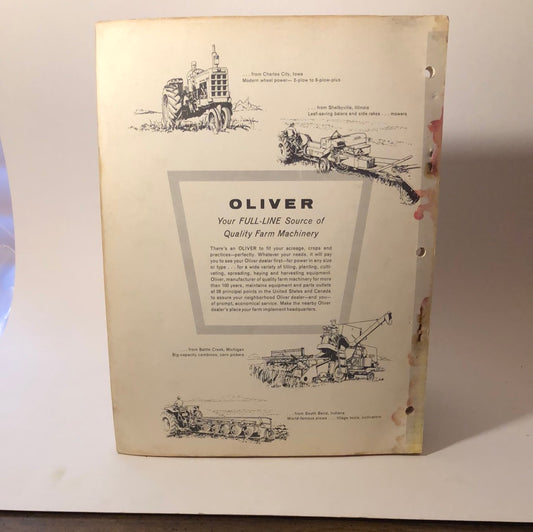 ...from Charles City, Iowa
Modern wheel power— 2-plow to 8-plow-plus
...from Shelbyville, Illinois
Leaf-saving balers and side rakes ... mowers
OLIVER
Your FULL-LINE Source of
Quality Farm Machinery
There's an OLIVER to fit your acreage, crops and
practices—perfectly. Whatever your needs, it will pay
you to see your Oliver dealer first—for power in any size
or type ... for a wide variety of tilling, planting, culti-
vating, spreading, haying and harvesting equipment.
Oliver, manufacturer of quality farm machinery for more
than 100 years, maintains equipment and parts outlets
at 28 principal points in the United States and Canada
to assure your neighborhood Oliver dealer—and you—
of prompt, economical service. Make the nearby Oliver
dealer's place your farm implement headquarters.
...from Battle Creek, Michigan
Big-capacity combines, corn pickers
...from South Bend, Indiana
World-famous plows ... tillage tools, cultivators